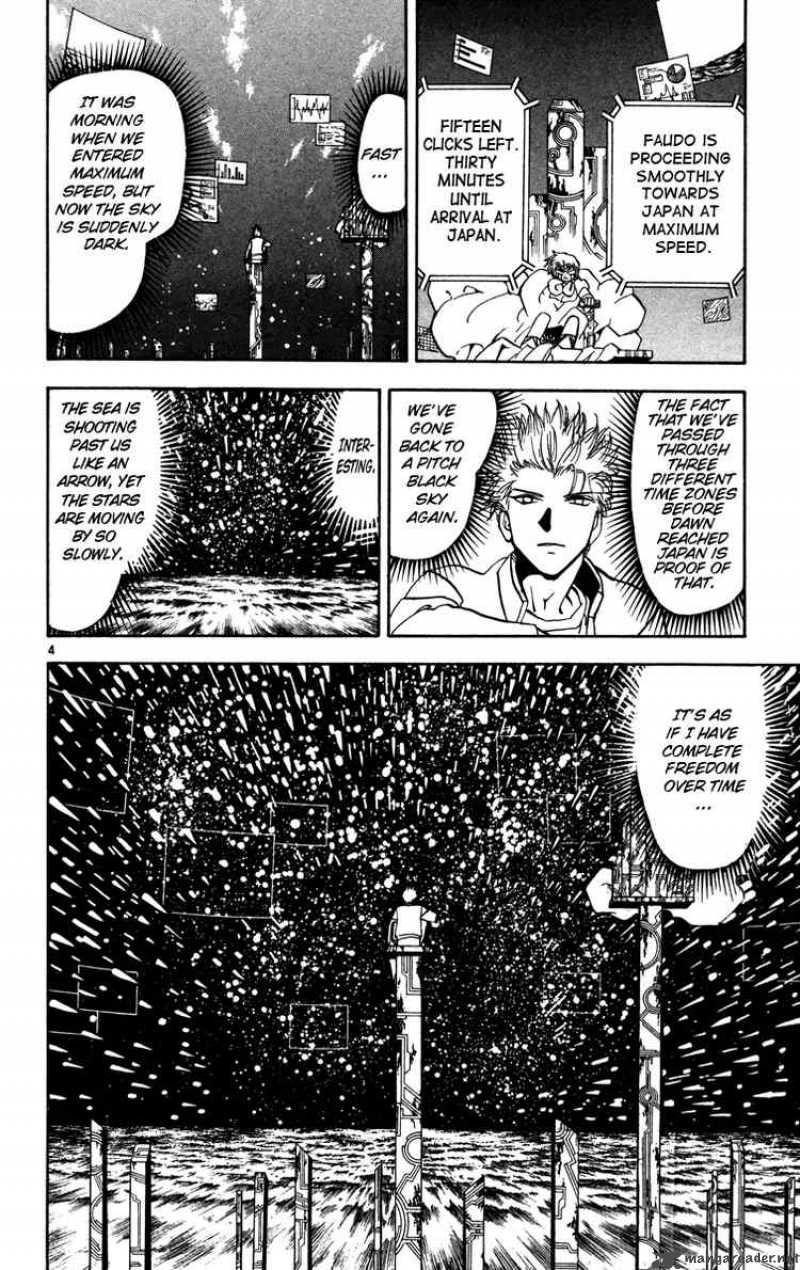 FAUDO IS
PROCEEDING
SMOOTHLY
TOWARDS
JAPAN AT
MAXIMUM
SPEED.
FIFTEEN
CLICKS LEFT.
THIRTY
MINUTES
UNTIL
ARRIVAL AT
JAPAN.
FAST
...
IT WAS
MORNING
WHEN WE
ENTERED
MAXIMUM
SPEED, BUT
NOW THE SKY
IS SUDDENLY
DARK.
THE FACT
THAT WE'VE
PASSED
THROUGH
THREE
DIFFERENT
TIME ZONES
BEFORE
DAWN
REACHED
JAPAN IS
PROOF OF
THAT.
WE'VE
GONE
BACK TO
A PITCH
BLACK
SKY
AGAIN.
INTER-
ESTING.
THE SEA IS
SHOOTING
PAST US
LIKE AN
ARROW, YET
THE STARS
ARE MOVING
BY SO
SLOWLY.
4
IT'S AS
IF I HAVE
COMPLETE
FREEDOM
OVER TIME
...
mangareader.net